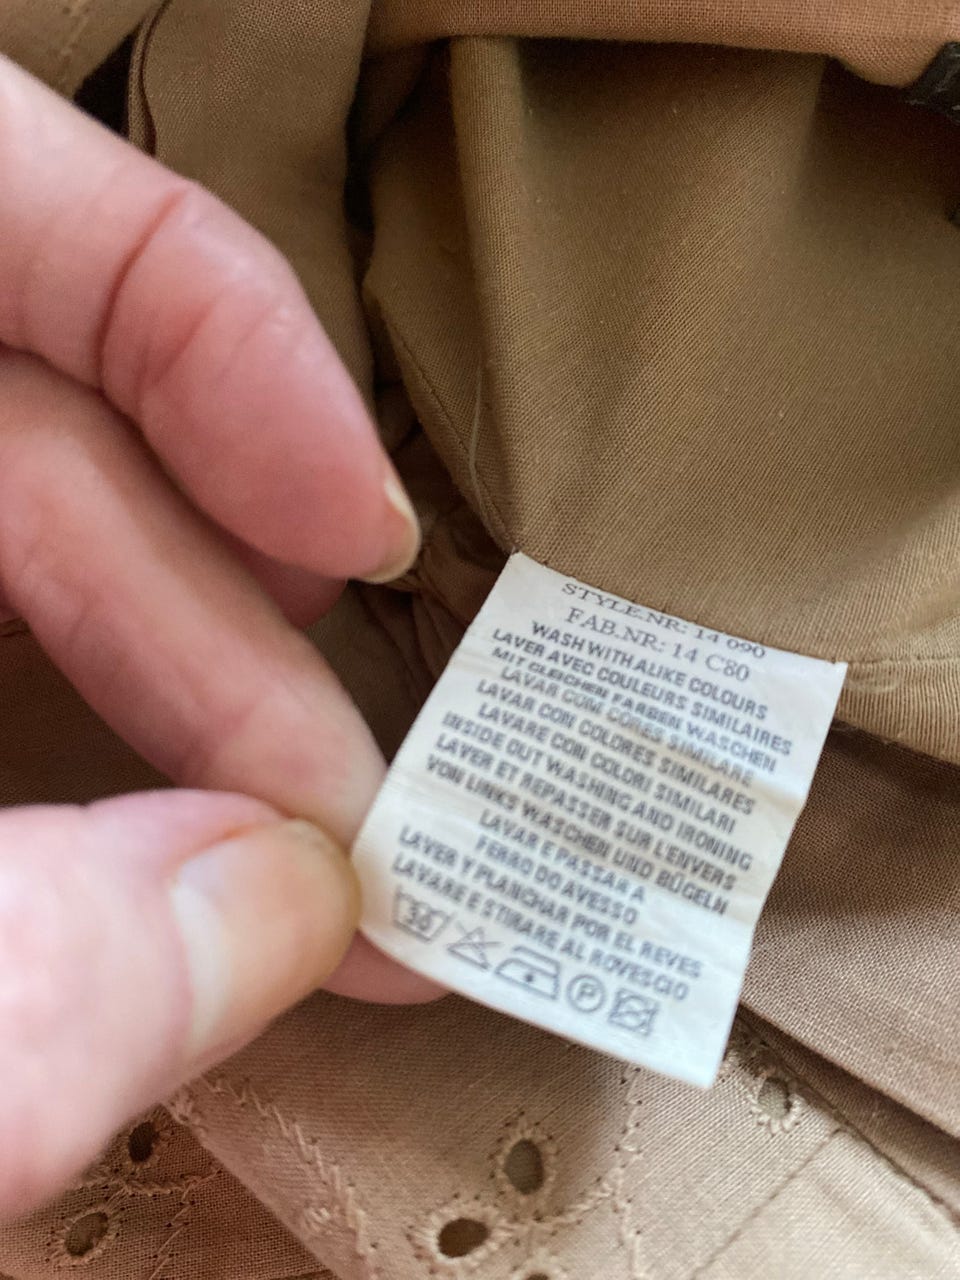 STYLE.NR: 14 090
FAB.NR: 14 C80
WASH WITH ALIKE COLOURS
LAVER AVEC COULEURS SIMILAIRES
MIT GLEICHEN FARBEN WASCHEN
LAVAR COM CORES SIMILARE
LAVAR CON COLORES SIMILARES
LAVARE CON COLORI SIMILARI
INSIDE OUT WASHING AND IRONING
LAVER ET REPASSER SUR L'ENVERS
VON LINKS WASCHEN UND BÜGELN
LAVAR E PASSAR A
FERRO DO AVESSO
LAVER Y PLANCHAR POR EL REVES
LAVARE E STIRARE AL ROVESCIO
30 P